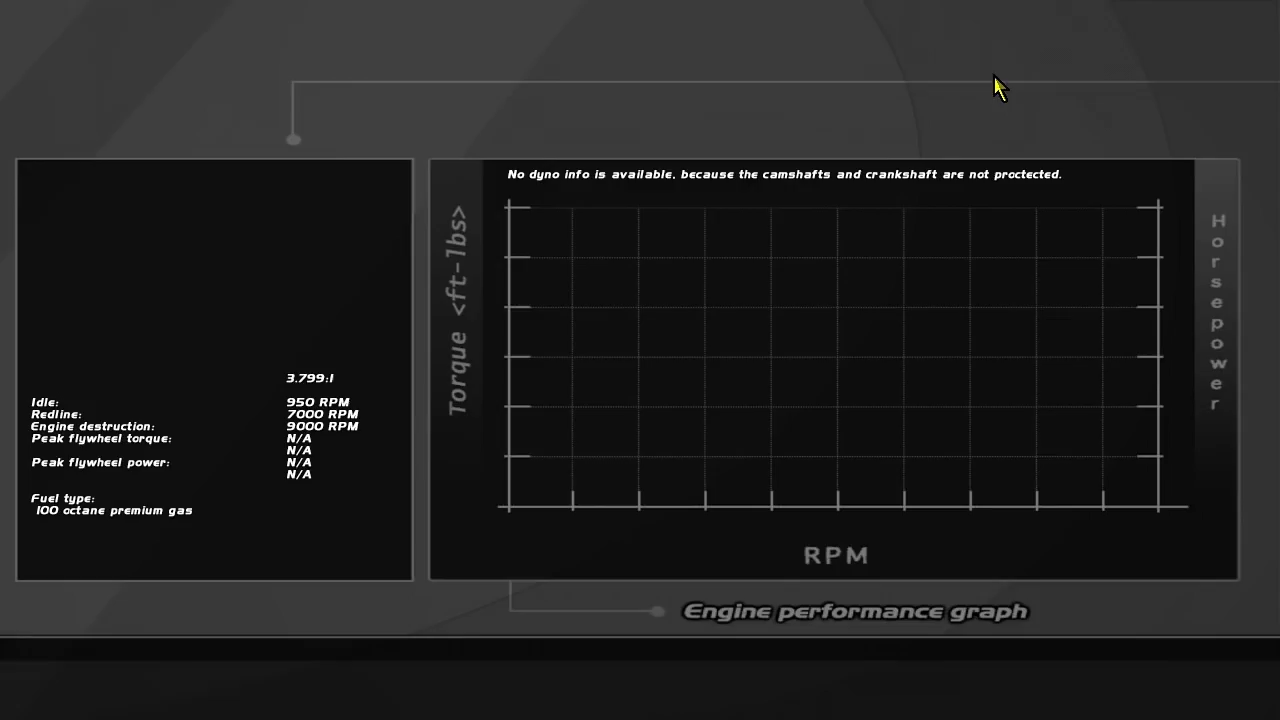 No dyno info is available, because the camshafts and crankshaft are not proctected.
Torque <ft-lbs>
Horsepower
3.799:1
Idle: 950 RPM
Redline: 7000 RPM
Engine destruction: 9000 RPM
Peak flywheel torque: N/A
N/A
Peak flywheel power: N/A
N/A
Fuel type:
100 octane premium gas
RPM
Engine performance graph